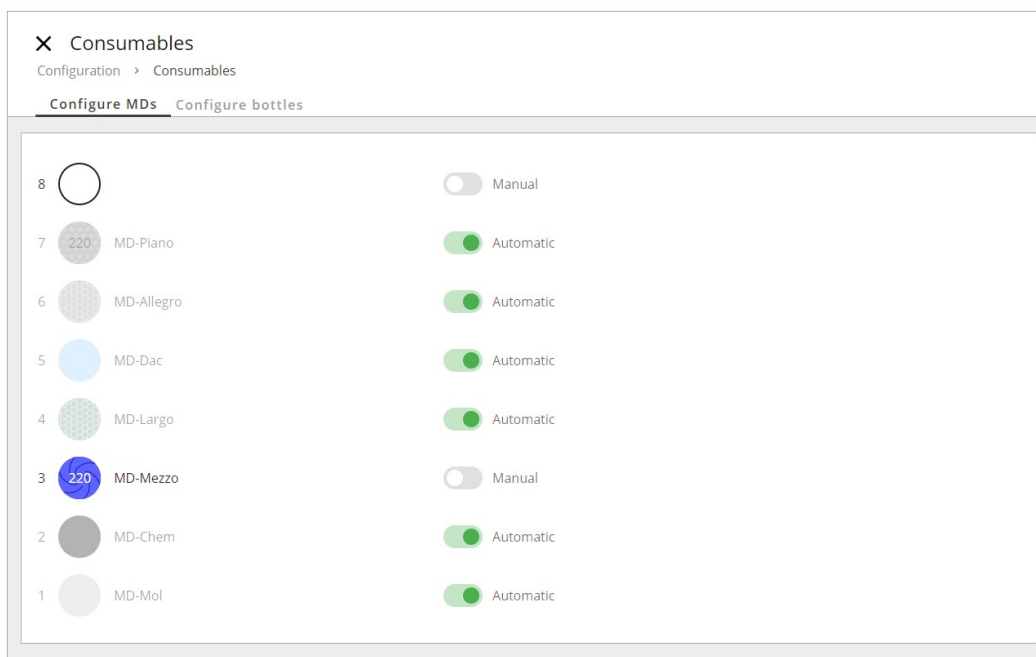 Consumables
Configuration > Consumables
Configure MDs Configure bottles
8 Manual
7 220 MD-Piano Automatic
6 MD-Allegro Automatic
5 MD-Dac Automatic
4 MD-Largo Automatic
3 220 MD-Mezzo Manual
2 MD-Chem Automatic
1 MD-Mol Automatic